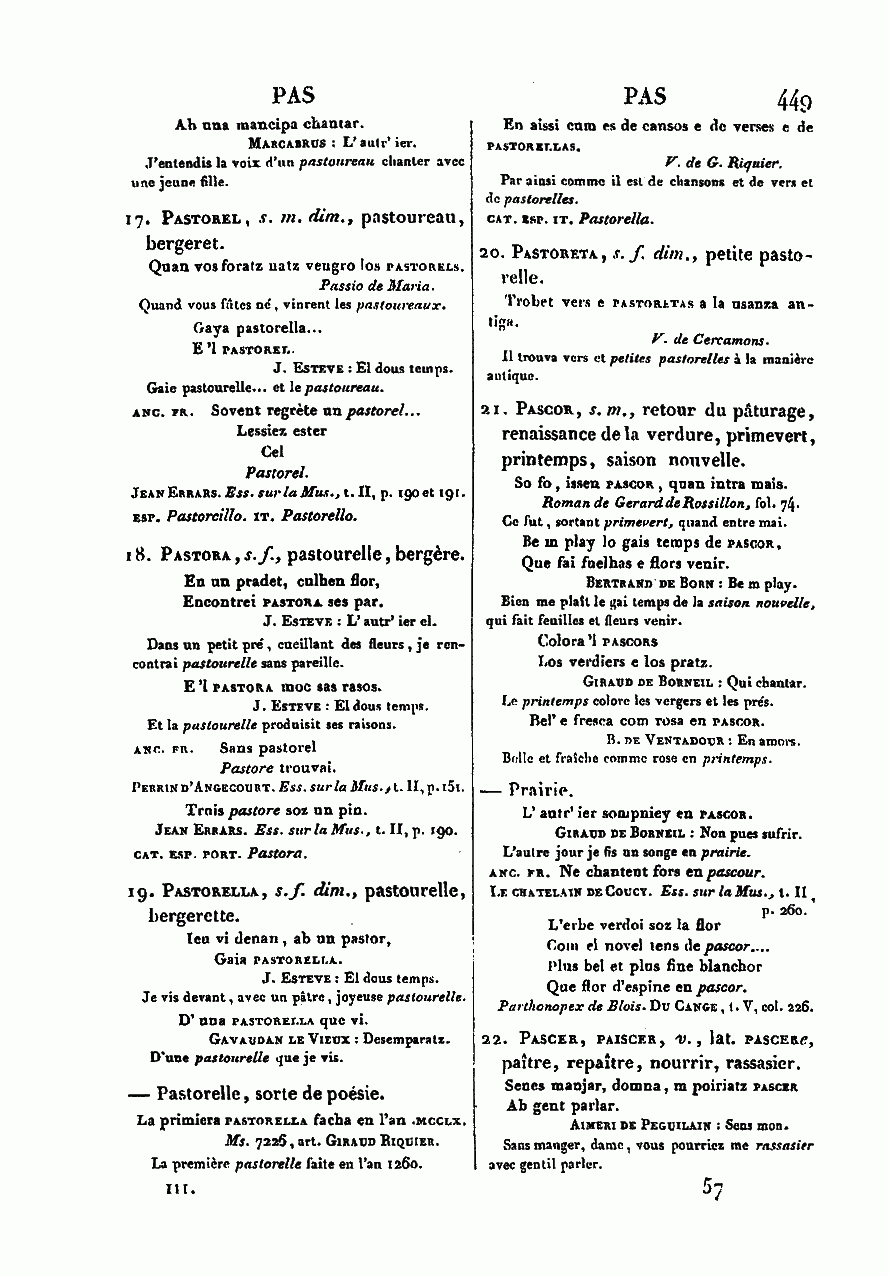 PAS
PAS 449
Ab una mancipa chantar.
MARCABRUS : L'autr'ier.
J'entendis la voix d'un pastoureau chanter avec
une jeune fille.
17. PASTOREL, s. m. dim., pastoureau,
bergeret.
Quan vos foratz natz vengro los PASTORELS.
Passio de Maria.
Quand vous fûtes né, vinrent les pastoureaux.
Gaya pastorella...
E 'l PASTOREL.
J. ESTEVE : El dous temps.
Gaie pastourelle... et le pastoureau.
ANC. FR. Sovent regrète un pastorel...
Lessiez ester
Cel
Pastorel.
JEAN ERRARS. Ess. sur la Mus., t. II, p. 190 et 191.
ESP. Pastorcillo. IT. Pastorello.
18. PASTORA, s. f., pastourelle, bergère.
En un pradet, culhen flor,
Encontrei PASTORA ses par.
J. ESTEVE : L'autr'ier el.
Dans un petit pré, cueillant des fleurs, je ren-
contrai pastourelle sans pareille.
E 'l PASTORA moc sas rasos.
J. ESTEVE : El dous temps.
Et la pastourelle produisit ses raisons.
ANC. FR. Sans pastorel
Pastore trouvai.
PERRIN D'ANGECOURT. Ess. sur la Mus., t. II, p. 151.
Trois pastore soz un pin.
JEAN ERRARS. Ess. sur la Mus., t. II, p. 190.
CAT. ESP. PORT. Pastora.
19. PASTORELLA, s. f. dim., pastourelle,
bergerette.
Ieu vi denan, ab un pastor,
Gaia PASTORELLA.
J. ESTEVE : El dous temps.
Je vis devant, avec un pâtre, joyeuse pastourelle.
D' una PASTORELLA que vi.
GAVAUDAN LE VIEUX : Desemparatz.
D'une pastourelle que je vis.
— Pastorelle, sorte de poésie.
La primiera PASTORELLA facha en l'an .MCCLX.
Ms. 7226, art. GIRAUD RIQUIER.
La première pastorelle faite en l'an 1260.
III.
En aissi cum es de cansos e de verses e de
PASTORELLAS.
V. de G. Riquier.
Par ainsi comme il est de chansons et de vers et
de pastorelles.
CAT. ESP. IT. Pastorella.
20. PASTORETA, s. f. dim., petite pasto-
relle.
Trobet vers e PASTORETAS a la usanza an-
tiga.
V. de Cercamons.
Il trouva vers et petites pastorelles à la manière
antique.
21. PASCOR, s. m., retour du pâturage,
renaissance de la verdure, primevert,
printemps, saison nouvelle.
So fo, issen PASCOR, quan intra mais.
Roman de Gerard de Rossillon, fol. 74.
Ce fut, sortant primevert, quand entre mai.
Be m play lo gais temps de PASCOR,
Que fai fuelhas e flors venir.
BERTRAND DE BORN : Be m play.
Bien me plaît le gai temps de la saison nouvelle,
qui fait feuilles et fleurs venir.
Colora 'l PASCORS
Los verdiers e los pratz.
GIRAUD DE BORNEIL : Qui chantar.
Le printemps colore les vergers et les prés.
Bel' e fresca com rosa en PASCOR.
B. DE VENTADOUR : En amors.
Belle et fraîche comme rose en printemps.
— Prairie.
L' autr' ier sompniey en PASCOR.
GIRAUD DE BORNEIL : Non pues sufrir.
L'autre jour je fis un songe en prairie.
ANC. FR. Ne chantent fors en pascour.
LE CHATELAIN DE COUCY. Ess. sur la Mus., t. II,
p. 260.
L'erbe verdoi soz la flor
Com el novel tens de pascor....
Plus bel et plus fine blanchor
Que flor d'espine en pascor.
Parthonopex de Blois. DU CANGE, t. V, col. 226.
22. PASCER, PAISCER, v., lat. PASCERe,
paître, repaître, nourrir, rassasier.
Senes manjar, domna, m poiriatz PASCER
Ab gent parlar.
AIMERI DE PEGUILAIN : Sens mon.
Sans manger, dame, vous pourriez me rassasier
avec gentil parler.
57